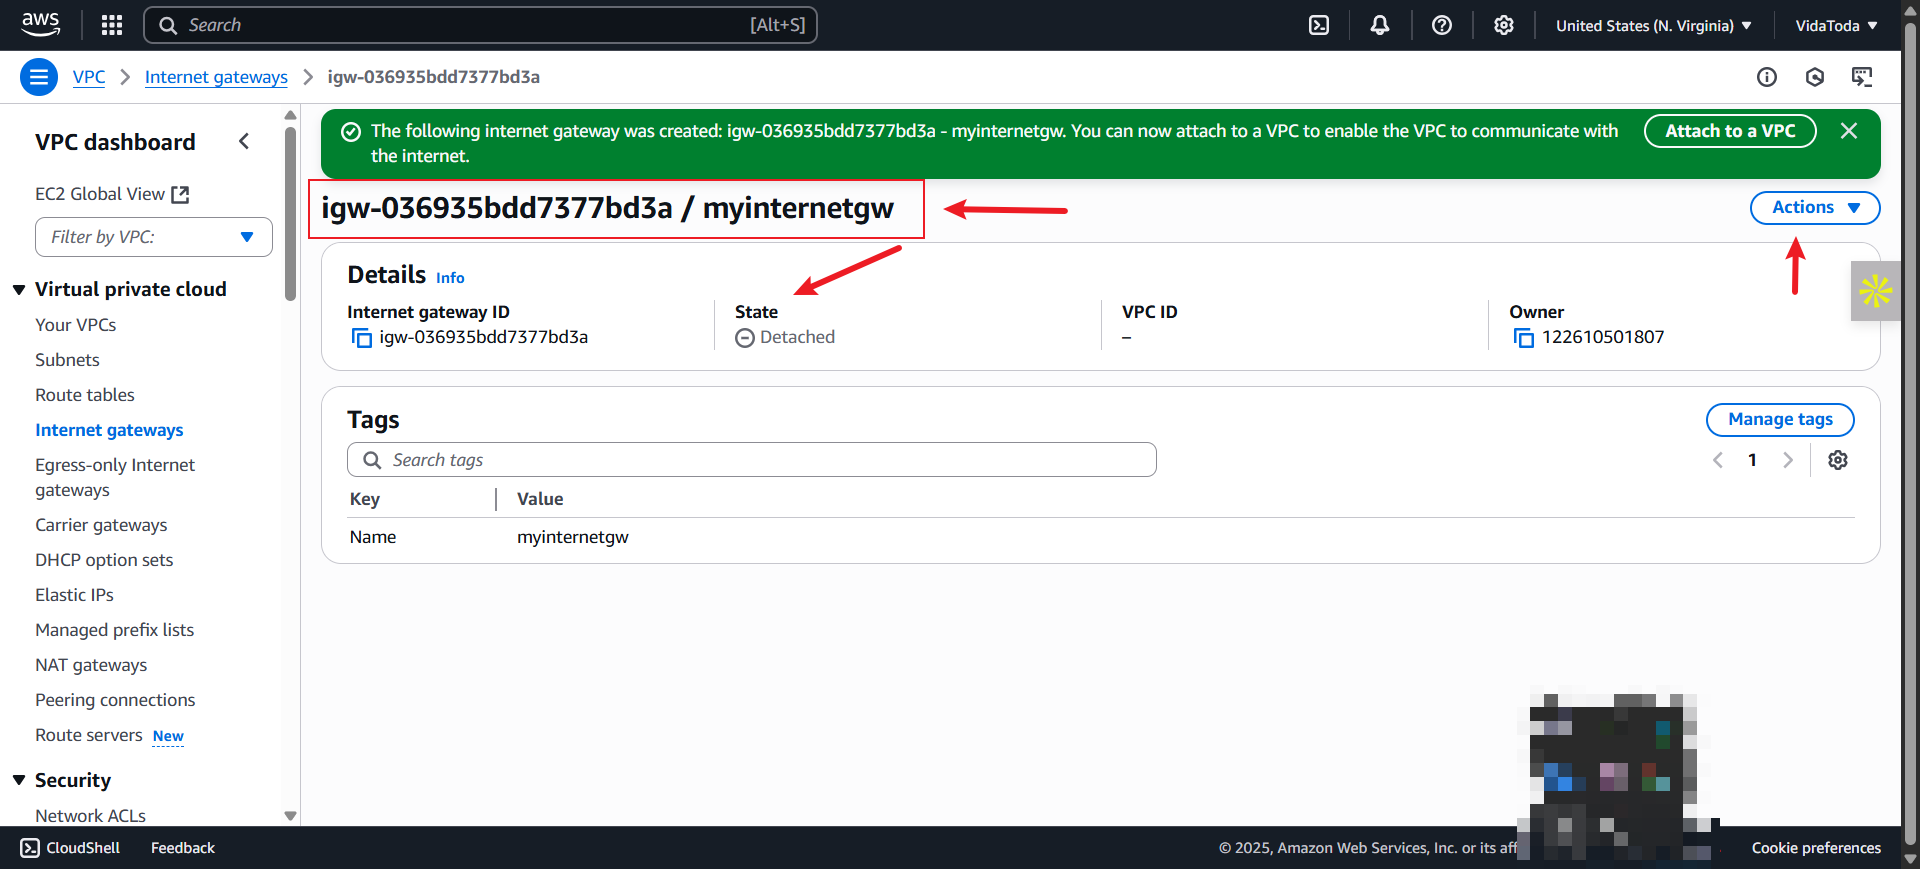 aws
Search
[Alt+S]
United States (N. Virginia)
VidaToda
VPC
Internet gateways
igw-036935bdd7377bd3a
VPC dashboard
EC2 Global View
Filter by VPC:
Virtual private cloud
Your VPCs
Subnets
Route tables
Internet gateways
Egress-only Internet
gateways
Carrier gateways
DHCP option sets
Elastic IPs
Managed prefix lists
NAT gateways
Peering connections
Route servers New
Security
Network ACLs
The following internet gateway was created: igw-036935bdd7377bd3a - myinternetgw. You can now attach to a VPC to enable the VPC to communicate with
the internet.
Attach to a VPC
igw-036935bdd7377bd3a / myinternetgw
Actions
Details Info
Internet gateway ID
igw-036935bdd7377bd3a
State
Detached
VPC ID
–
Owner
122610501807
Tags
Manage tags
Search tags
1
Key
Value
Name
myinternetgw
CloudShell
Feedback
© 2025, Amazon Web Services, Inc. or its aff
Cookie preferences